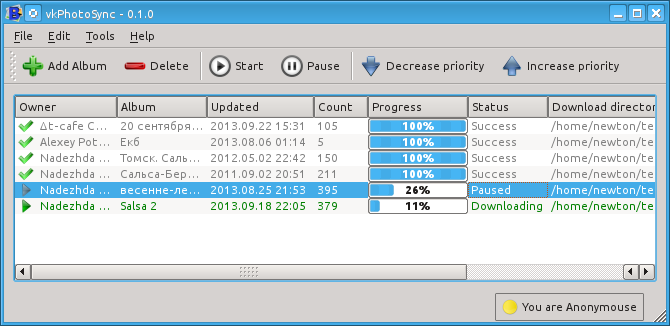 vkPhotoSync - 0.1.0
File Edit Tools Help
Add Album Delete Start Pause Decrease priority Increase priority
Owner Album Updated Count Progress Status Download director
Δt-cafe C... 20 сентября... 2013.09.22 15:31 105 100% Success /home/newton/te
Alexey Pot... Екб 2013.08.06 01:14 5 100% Success /home/newton/te
Nadezhda ... Томск. Саль... 2012.05.02 22:42 150 100% Success /home/newton/te
Nadezhda ... Сальса-Бер... 2011.09.02 20:51 211 100% Success /home/newton/te
Nadezhda ... весенне-ле... 2013.08.25 21:53 395 26% Paused /home/newton/te
Nadezhda ... Salsa 2 2013.09.18 22:05 379 11% Downloading /home/newton/te
You are Anonymouse